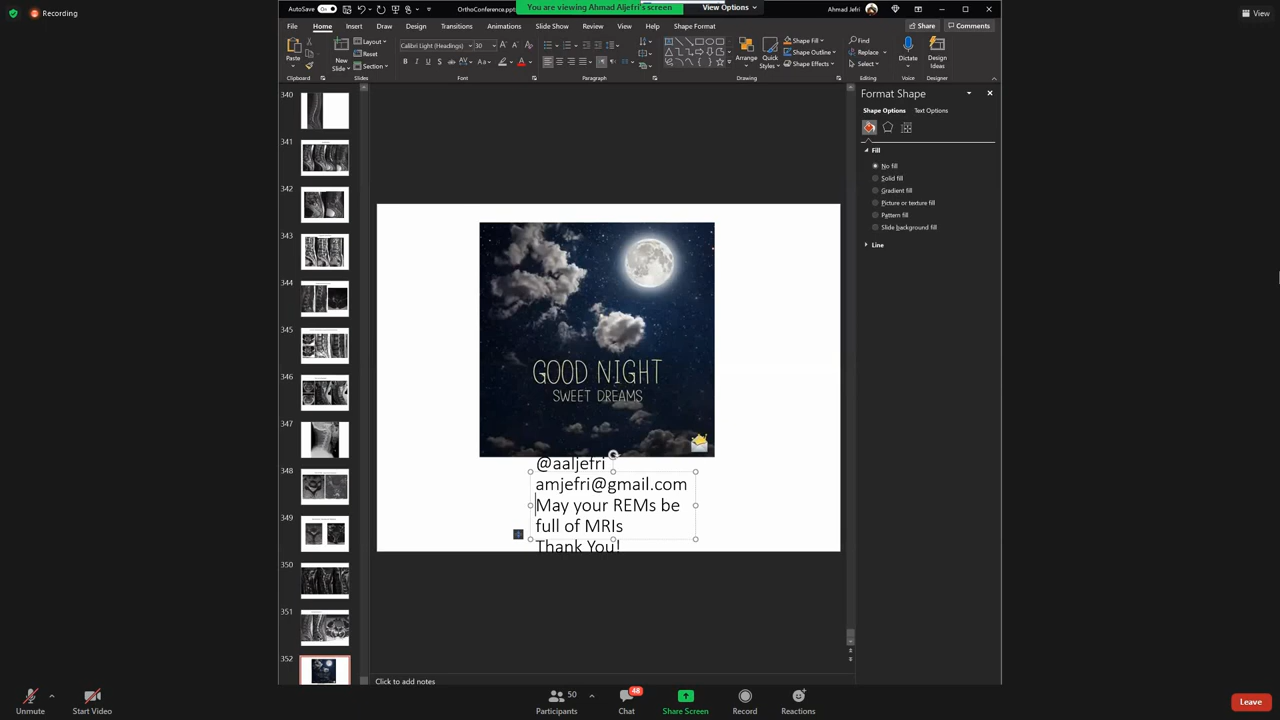 Recording
You are viewing Ahmad Aljefri's screen
View Options
View
AutoSave
On
OrthoConference.pptx
Ahmad Jefri
File
Home
Insert
Draw
Design
Transitions
Animations
Slide Show
Review
View
Help
Shape Format
Share
Comments
Paste
New
Slide
Layout
Reset
Section
Calibri Light (Headings)
30
Arrange
Quick
Styles
Shape Fill
Shape Outline
Shape Effects
Find
Replace
Select
Dictate
Design
Ideas
Clipboard
Slides
Font
Paragraph
Drawing
Editing
Voice
Designer
340
341
342
343
344
345
346
347
348
349
350
351
352
GOOD NIGHT
SWEET DREAMS
@aaljefri
amjefri@gmail.com
May your REMs be
full of MRIs
Thank You!
Format Shape
Shape Options
Text Options
Fill
No fill
Solid fill
Gradient fill
Picture or texture fill
Pattern fill
Slide background fill
Line
Click to add notes
Unmute
Start Video
50
Participants
48
Chat
Share Screen
Record
Reactions
Leave